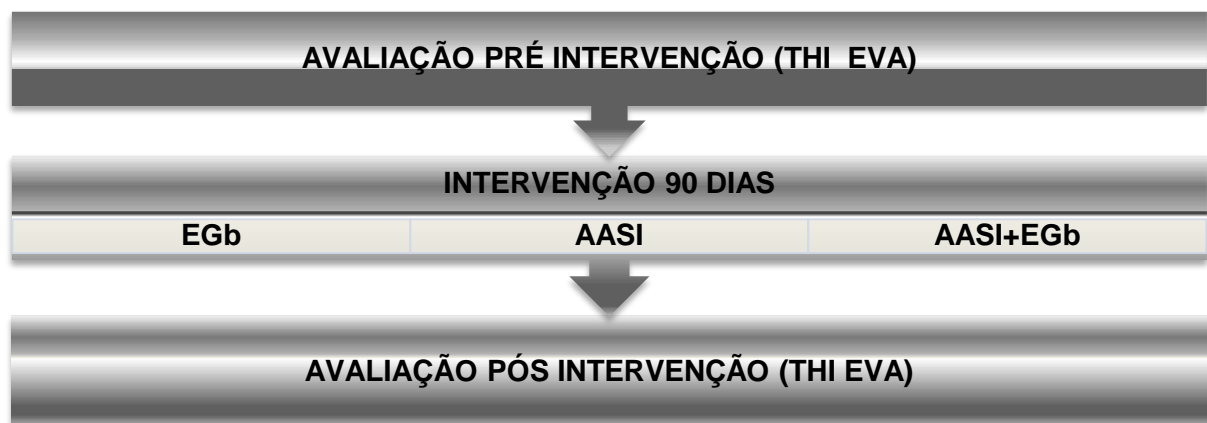 AVALIAÇÃO PRÉ INTERVENÇÃO (THI EVA)
INTERVENÇÃO 90 DIAS
EGb AASI AASI+EGb
AVALIAÇÃO PÓS INTERVENÇÃO (THI EVA)